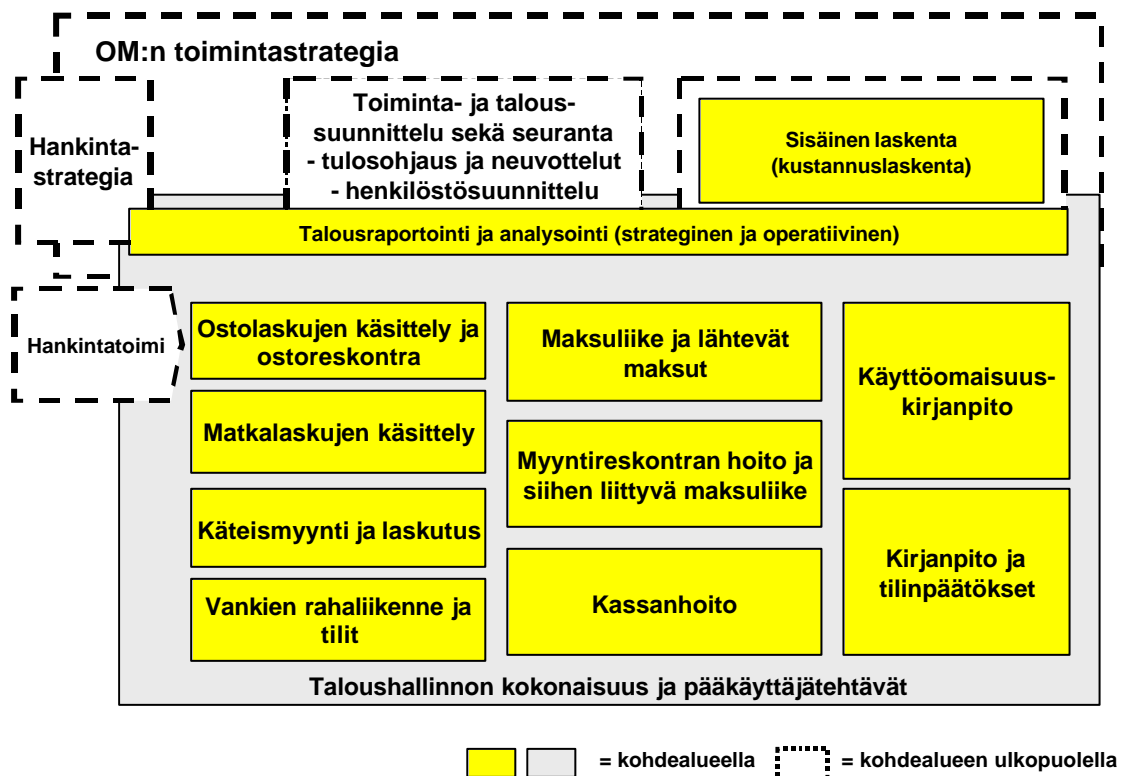 OM:n toimintastrategia
Hankinta-
strategia
Toiminta- ja talous-
suunnittelu sekä seuranta
- tulosohjaus ja neuvottelut
- henkilöstösuunnittelu
Sisäinen laskenta
(kustannuslaskenta)
Talousraportointi ja analysointi (strateginen ja operatiivinen)
Hankintatoimi
Ostolaskujen käsittely ja
ostoreskontra
Matkalaskujen käsittely
Käteismyynti ja laskutus
Vankien rahaliikenne ja
tilit
Maksuliike ja lähtevät
maksut
Myyntireskontran hoito ja
siihen liittyvä maksuliike
Kassanhoito
Käyttöomaisuus-
kirjanpito
Kirjanpito ja
tilinpäätökset
Taloushallinnon kokonaisuus ja pääkäyttäjätehtävät
= kohdealueella
= kohdealueen ulkopuolella